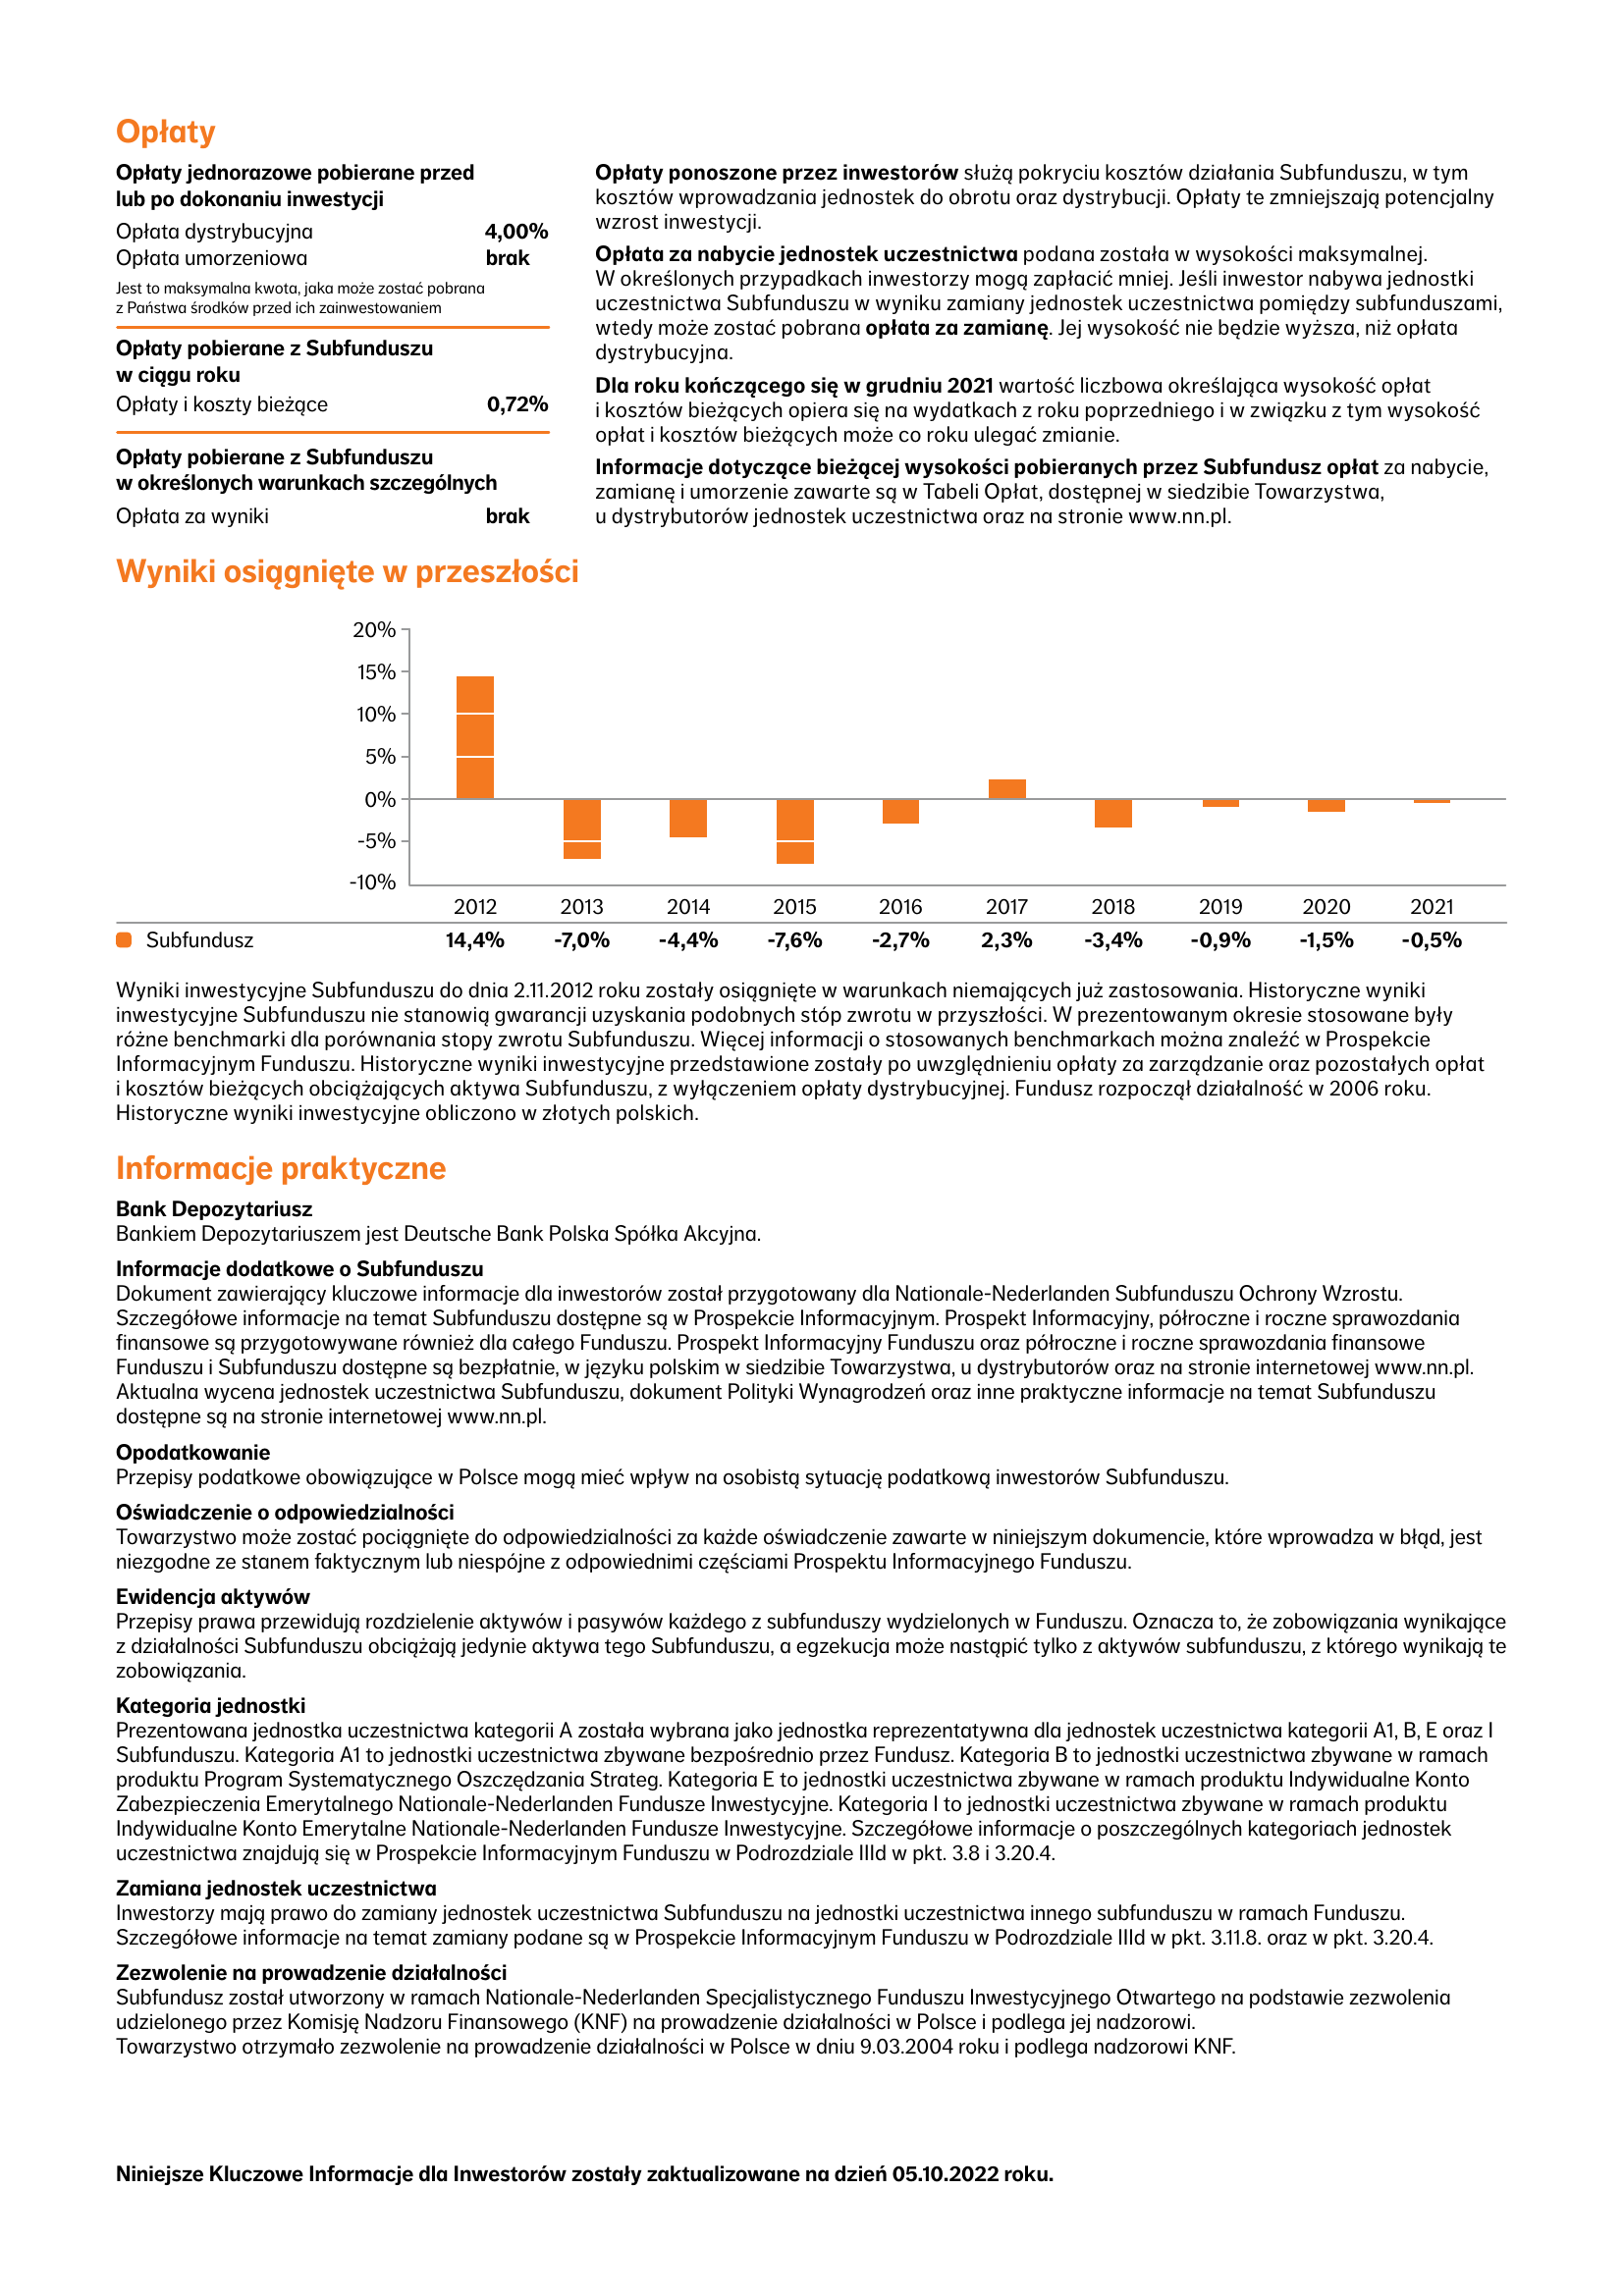 Opłaty
Opłaty jednorazowe pobierane przed
lub po dokonaniu inwestycji
Opłata dystrybucyjna 4,00%
Opłata umorzeniowa brak
Jest to maksymalna kwota, jaka może zostać pobrana
z Państwa środków przed ich zainwestowaniem
Opłaty pobierane z Subfunduszu
w ciągu roku
Opłaty i koszty bieżące 0,72%
Opłaty pobierane z Subfunduszu
w określonych warunkach szczególnych
Opłata za wyniki brak
Opłaty ponoszone przez inwestorów służą pokryciu kosztów działania Subfunduszu, w tym
kosztów wprowadzania jednostek do obrotu oraz dystrybucji. Opłaty te zmniejszają potencjalny
wzrost inwestycji.
Opłata za nabycie jednostek uczestnictwa podana została w wysokości maksymalnej.
W określonych przypadkach inwestorzy mogą zapłacić mniej. Jeśli inwestor nabywa jednostki
uczestnictwa Subfunduszu w wyniku zamiany jednostek uczestnictwa pomiędzy subfunduszami,
wtedy może zostać pobrana opłata za zamianę. Jej wysokość nie będzie wyższa, niż opłata
dystrybucyjna.
Dla roku kończącego się w grudniu 2021 wartość liczbowa określająca wysokość opłat
i kosztów bieżących opiera się na wydatkach z roku poprzedniego i w związku z tym wysokość
opłat i kosztów bieżących może co roku ulegać zmianie.
Informacje dotyczące bieżącej wysokości pobieranych przez Subfundusz opłat za nabycie,
zamianę i umorzenie zawarte są w Tabeli Opłat, dostępnej w siedzibie Towarzystwa,
u dystrybutorów jednostek uczestnictwa oraz na stronie www.nn.pl.
Wyniki osiągnięte w przeszłości
20%
15%
10%
5%
0%
-5%
-10%
2012 2013 2014 2015 2016 2017 2018 2019 2020 2021
Subfundusz 14,4% -7,0% -4,4% -7,6% -2,7% 2,3% -3,4% -0,9% -1,5% -0,5%
Wyniki inwestycyjne Subfunduszu do dnia 2.11.2012 roku zostały osiągnięte w warunkach niemających już zastosowania. Historyczne wyniki
inwestycyjne Subfunduszu nie stanowią gwarancji uzyskania podobnych stóp zwrotu w przyszłości. W prezentowanym okresie stosowane były
różne benchmarki dla porównania stopy zwrotu Subfunduszu. Więcej informacji o stosowanych benchmarkach można znaleźć w Prospekcie
Informacyjnym Funduszu. Historyczne wyniki inwestycyjne przedstawione zostały po uwzględnieniu opłaty za zarządzanie oraz pozostałych opłat
i kosztów bieżących obciążających aktywa Subfunduszu, z wyłączeniem opłaty dystrybucyjnej. Fundusz rozpoczął działalność w 2006 roku.
Historyczne wyniki inwestycyjne obliczono w złotych polskich.
Informacje praktyczne
Bank Depozytariusz
Bankiem Depozytariuszem jest Deutsche Bank Polska Spółka Akcyjna.
Informacje dodatkowe o Subfunduszu
Dokument zawierający kluczowe informacje dla inwestorów został przygotowany dla Nationale-Nederlanden Subfunduszu Ochrony Wzrostu.
Szczegółowe informacje na temat Subfunduszu dostępne są w Prospekcie Informacyjnym. Prospekt Informacyjny, półroczne i roczne sprawozdania
finansowe są przygotowywane również dla całego Funduszu. Prospekt Informacyjny Funduszu oraz półroczne i roczne sprawozdania finansowe
Funduszu i Subfunduszu dostępne są bezpłatnie, w języku polskim w siedzibie Towarzystwa, u dystrybutorów oraz na stronie internetowej www.nn.pl.
Aktualna wycena jednostek uczestnictwa Subfunduszu, dokument Polityki Wynagrodzeń oraz inne praktyczne informacje na temat Subfunduszu
dostępne są na stronie internetowej www.nn.pl.
Opodatkowanie
Przepisy podatkowe obowiązujące w Polsce mogą mieć wpływ na osobistą sytuację podatkową inwestorów Subfunduszu.
Oświadczenie o odpowiedzialności
Towarzystwo może zostać pociągnięte do odpowiedzialności za każde oświadczenie zawarte w niniejszym dokumencie, które wprowadza w błąd, jest
niezgodne ze stanem faktycznym lub niespójne z odpowiednimi częściami Prospektu Informacyjnego Funduszu.
Ewidencja aktywów
Przepisy prawa przewidują rozdzielenie aktywów i pasywów każdego z subfunduszy wydzielonych w Funduszu. Oznacza to, że zobowiązania wynikające
z działalności Subfunduszu obciążają jedynie aktywa tego Subfunduszu, a egzekucja może nastąpić tylko z aktywów subfunduszu, z którego wynikają te
zobowiązania.
Kategoria jednostki
Prezentowana jednostka uczestnictwa kategorii A została wybrana jako jednostka reprezentatywna dla jednostek uczestnictwa kategorii A1, B, E oraz I
Subfunduszu. Kategoria A1 to jednostki uczestnictwa zbywane bezpośrednio przez Fundusz. Kategoria B to jednostki uczestnictwa zbywane w ramach
produktu Program Systematycznego Oszczędzania Strateg. Kategoria E to jednostki uczestnictwa zbywane w ramach produktu Indywidualne Konto
Zabezpieczenia Emerytalnego Nationale-Nederlanden Fundusze Inwestycyjne. Kategoria I to jednostki uczestnictwa zbywane w ramach produktu
Indywidualne Konto Emerytalne Nationale-Nederlanden Fundusze Inwestycyjne. Szczegółowe informacje o poszczególnych kategoriach jednostek
uczestnictwa znajdują się w Prospekcie Informacyjnym Funduszu w Podrozdziale IIId w pkt. 3.8 i 3.20.4.
Zamiana jednostek uczestnictwa
Inwestorzy mają prawo do zamiany jednostek uczestnictwa Subfunduszu na jednostki uczestnictwa innego subfunduszu w ramach Funduszu.
Szczegółowe informacje na temat zamiany podane są w Prospekcie Informacyjnym Funduszu w Podrozdziale IIId w pkt. 3.11.8. oraz w pkt. 3.20.4.
Zezwolenie na prowadzenie działalności
Subfundusz został utworzony w ramach Nationale-Nederlanden Specjalistycznego Funduszu Inwestycyjnego Otwartego na podstawie zezwolenia
udzielonego przez Komisję Nadzoru Finansowego (KNF) na prowadzenie działalności w Polsce i podlega jej nadzorowi.
Towarzystwo otrzymało zezwolenie na prowadzenie działalności w Polsce w dniu 9.03.2004 roku i podlega nadzorowi KNF.
Niniejsze Kluczowe Informacje dla Inwestorów zostały zaktualizowane na dzień 05.10.2022 roku.